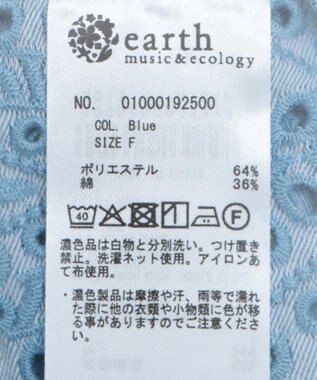 earth
music&ecology
NO. 01000192500
COL. Blue
SIZE F
ポリエステル 64%
綿 36%
40
F
濃色品は白物と分別洗い。つけ置き
禁止。洗濯ネット使用。アイロンあ
て布使用。
・濃色製品は摩擦や汗、雨等で濡れ
た際に他の衣類や小物類に色が移
る事がありますのでご注意くださ
い。